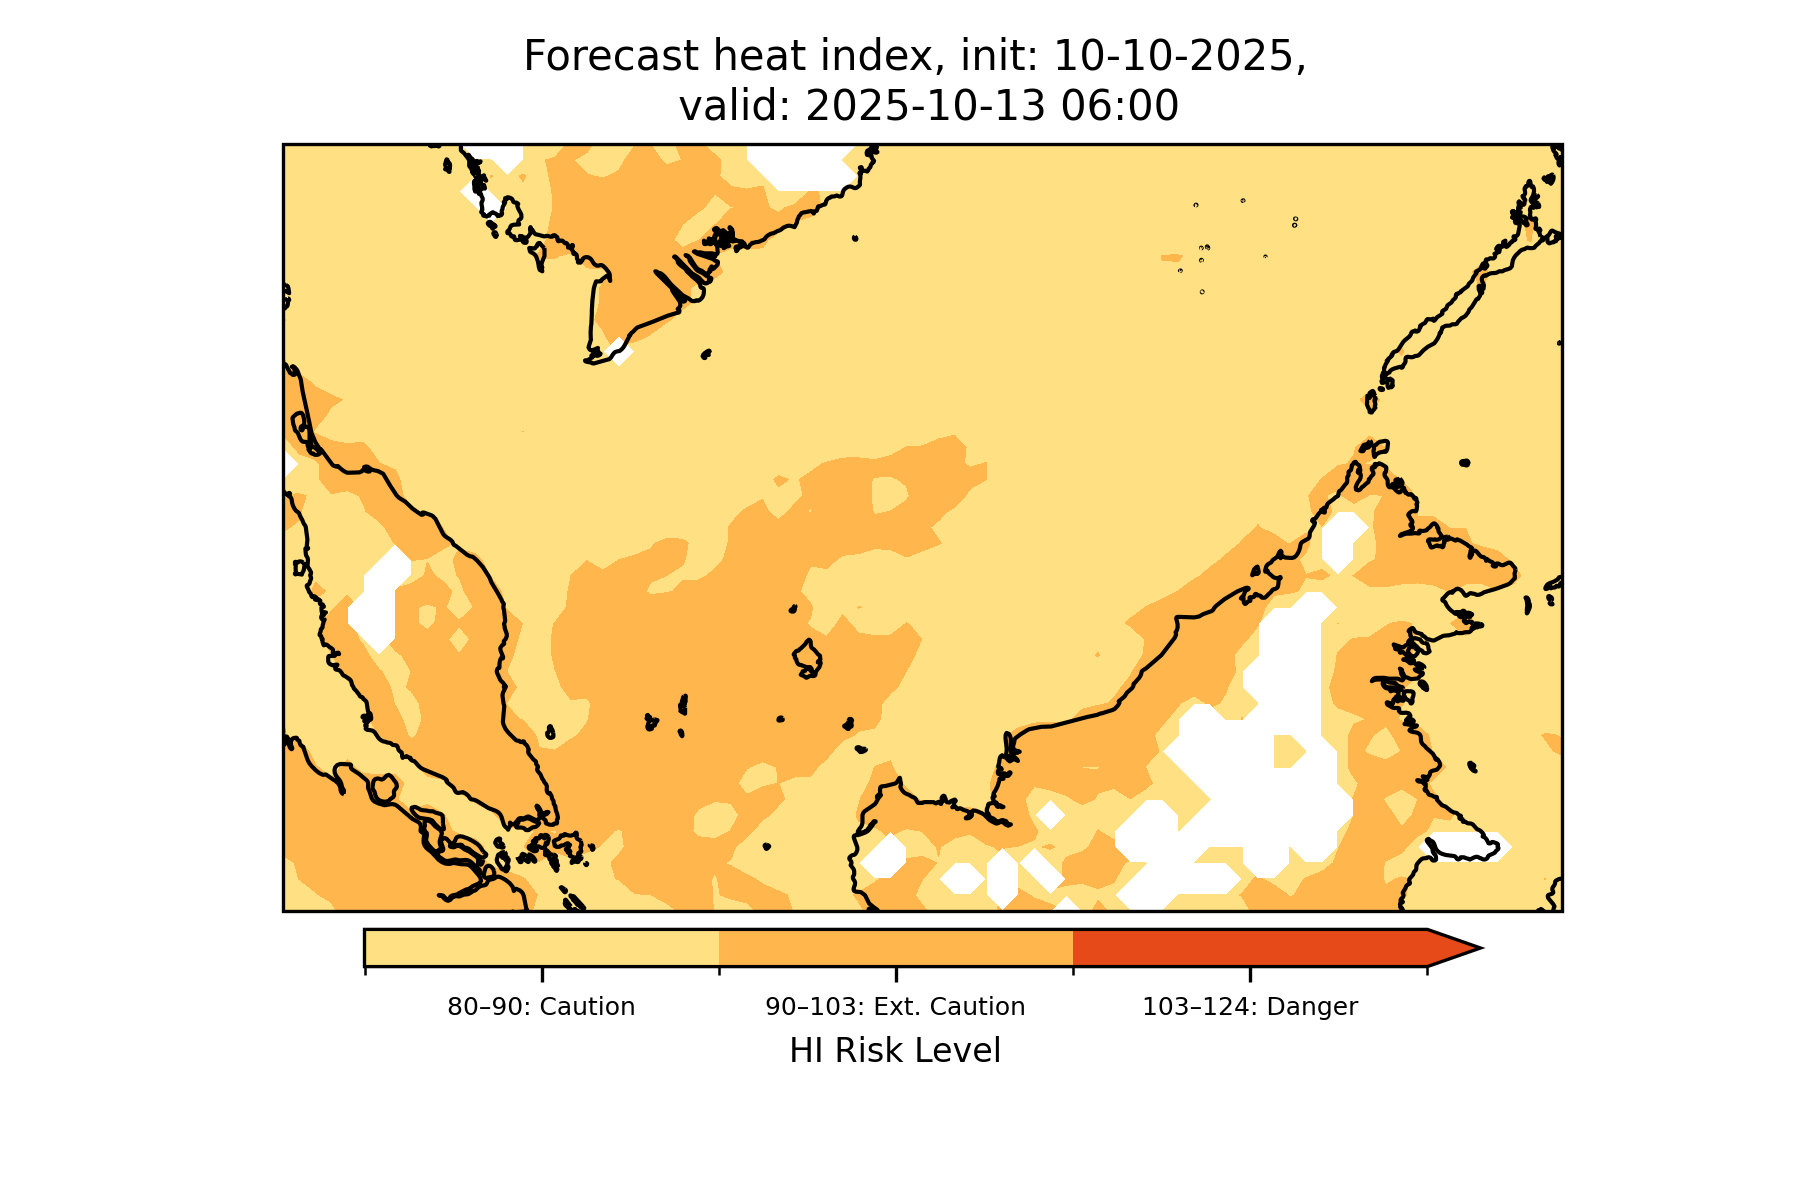 Forecast heat index, init: 10-10-2025,
valid: 2025-10-13 06:00
80–90: Caution
90–103: Ext. Caution
103–124: Danger
HI Risk Level